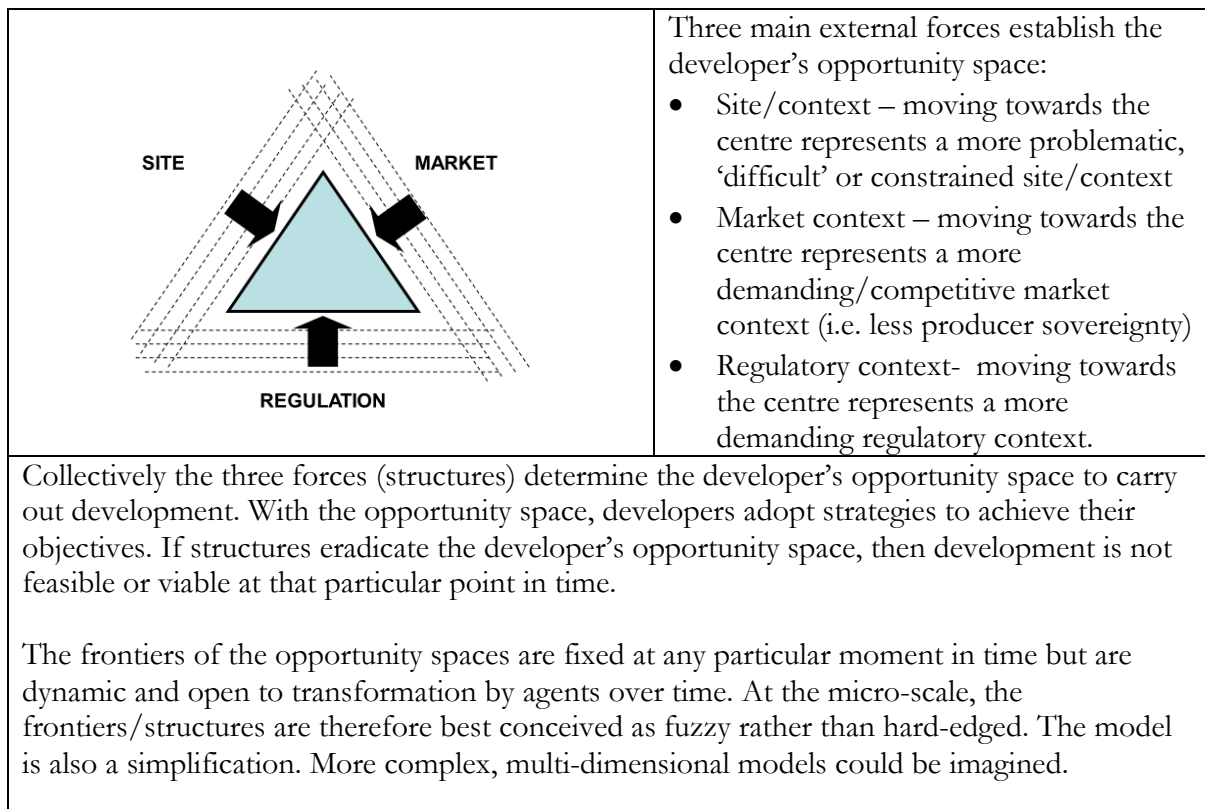 SITE
MARKET
REGULATION
Three main external forces establish the
developer’s opportunity space:
• Site/context – moving towards the
centre represents a more problematic,
‘difficult’ or constrained site/context
• Market context – moving towards the
centre represents a more
demanding/competitive market
context (i.e. less producer sovereignty)
• Regulatory context- moving towards
the centre represents a more
demanding regulatory context.
Collectively the three forces (structures) determine the developer’s opportunity space to carry
out development. With the opportunity space, developers adopt strategies to achieve their
objectives. If structures eradicate the developer’s opportunity space, then development is not
feasible or viable at that particular point in time.
The frontiers of the opportunity spaces are fixed at any particular moment in time but are
dynamic and open to transformation by agents over time. At the micro-scale, the
frontiers/structures are therefore best conceived as fuzzy rather than hard-edged. The model
is also a simplification. More complex, multi-dimensional models could be imagined.